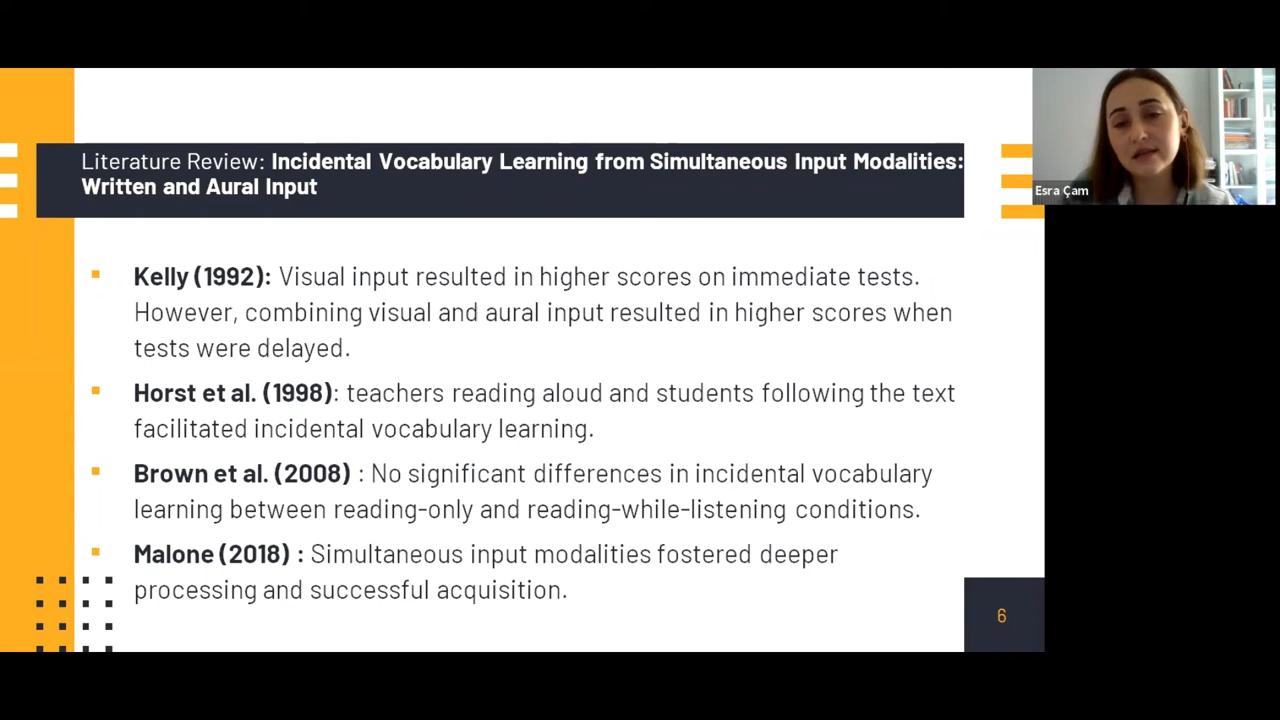 Literature Review: Incidental Vocabulary Learning from Simultaneous Input Modalities:
Written and Aural Input
Esra Çam
Kelly (1992): Visual input resulted in higher scores on immediate tests.
However, combining visual and aural input resulted in higher scores when
tests were delayed.
Horst et al. (1998): teachers reading aloud and students following the text
facilitated incidental vocabulary learning.
Brown et al. (2008) : No significant differences in incidental vocabulary
learning between reading-only and reading-while-listening conditions.
Malone (2018) : Simultaneous input modalities fostered deeper
processing and successful acquisition.
6